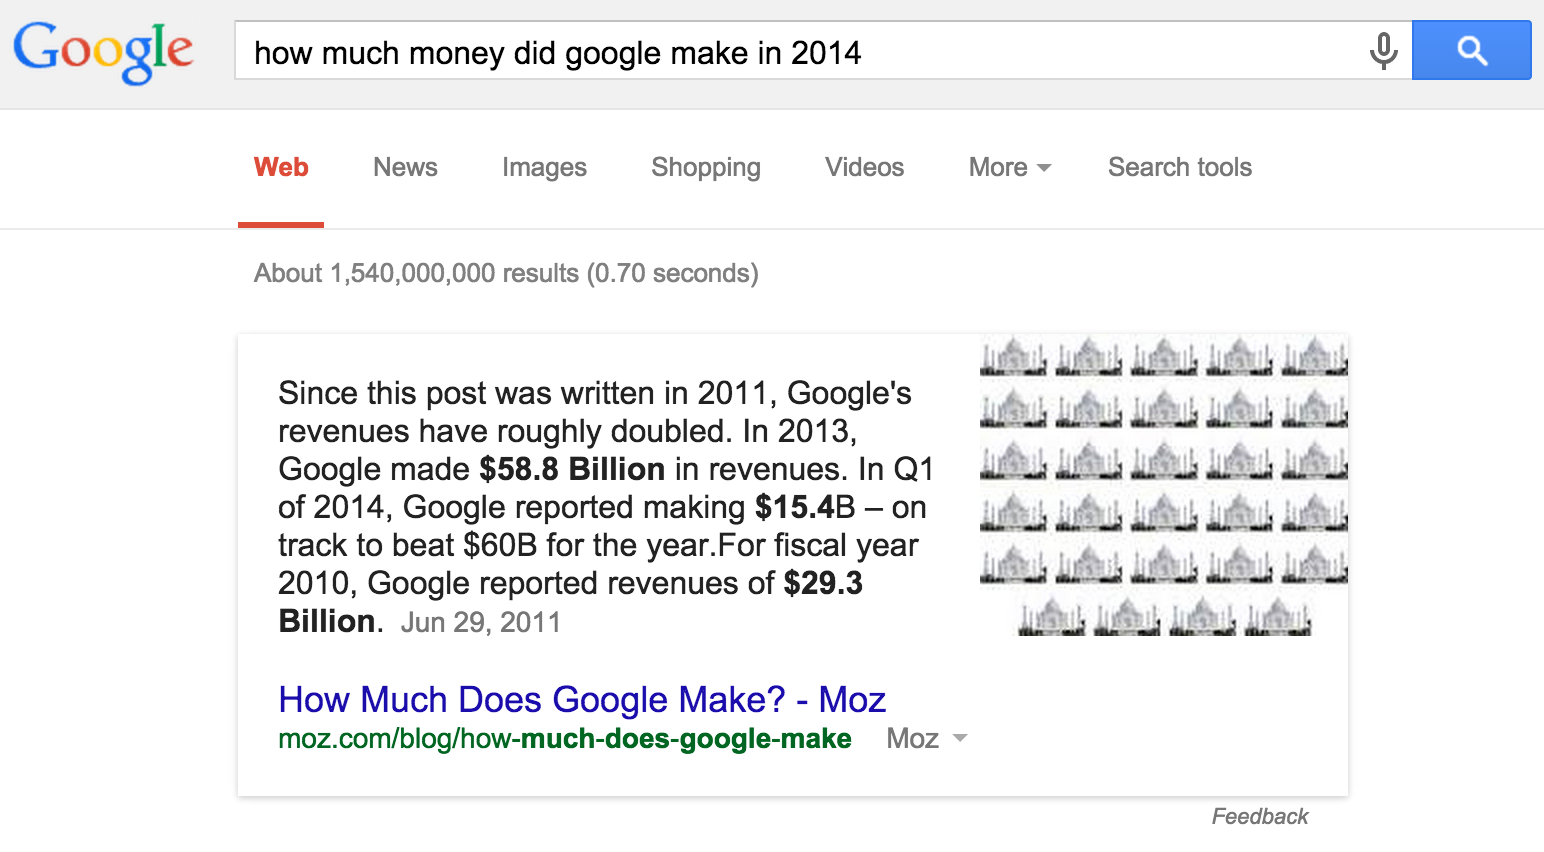 Google
how much money did google make in 2014
Web News Images Shopping Videos More Search tools
About 1,540,000,000 results (0.70 seconds)
Since this post was written in 2011, Google's
revenues have roughly doubled. In 2013,
Google made $58.8 Billion in revenues. In Q1
of 2014, Google reported making $15.4B – on
track to beat $60B for the year.For fiscal year
2010, Google reported revenues of $29.3
Billion. Jun 29, 2011
How Much Does Google Make? - Moz
moz.com/blog/how-much-does-google-make Moz
Feedback